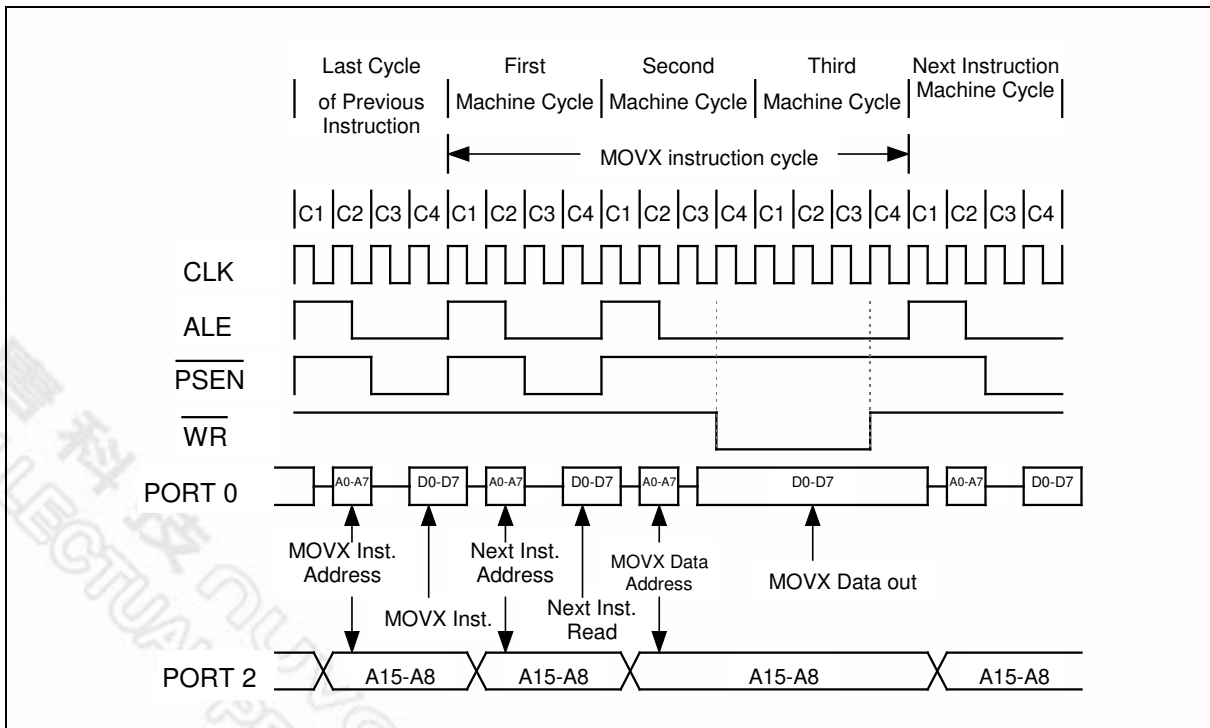 Last Cycle
of Previous
Instruction
First
Machine Cycle
Second
Machine Cycle
Third
Machine Cycle
Next Instruction
Machine Cycle
MOVX instruction cycle
C1 C2 C3 C4 C1 C2 C3 C4 C1 C2 C3 C4 C1 C2 C3 C4 C1 C2 C3 C4
CLK
ALE
PSEN
WR
PORT 0
A0-A7 D0-D7 A0-A7 D0-D7 A0-A7 D0-D7 A0-A7 D0-D7
MOVX Inst.
Address
MOVX Inst.
Next Inst.
Address
Next Inst.
Read
MOVX Data
Address
MOVX Data out
PORT 2
A15-A8 A15-A8 A15-A8 A15-A8